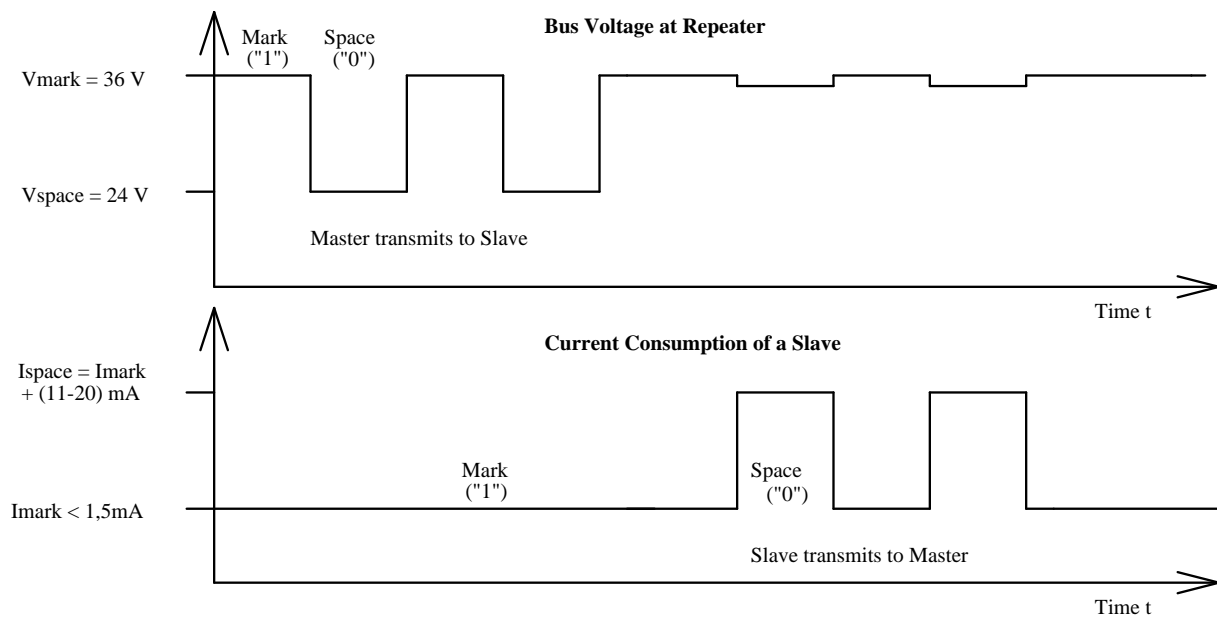 Bus Voltage at Repeater
Mark
("1")
Space
("0")
Vmark = 36 V
Vspace = 24 V
Master transmits to Slave
Time t
Current Consumption of a Slave
Ispace = Imark
+ (11-20) mA
Mark
("1")
Space
("0")
Imark < 1,5mA
Slave transmits to Master
Time t